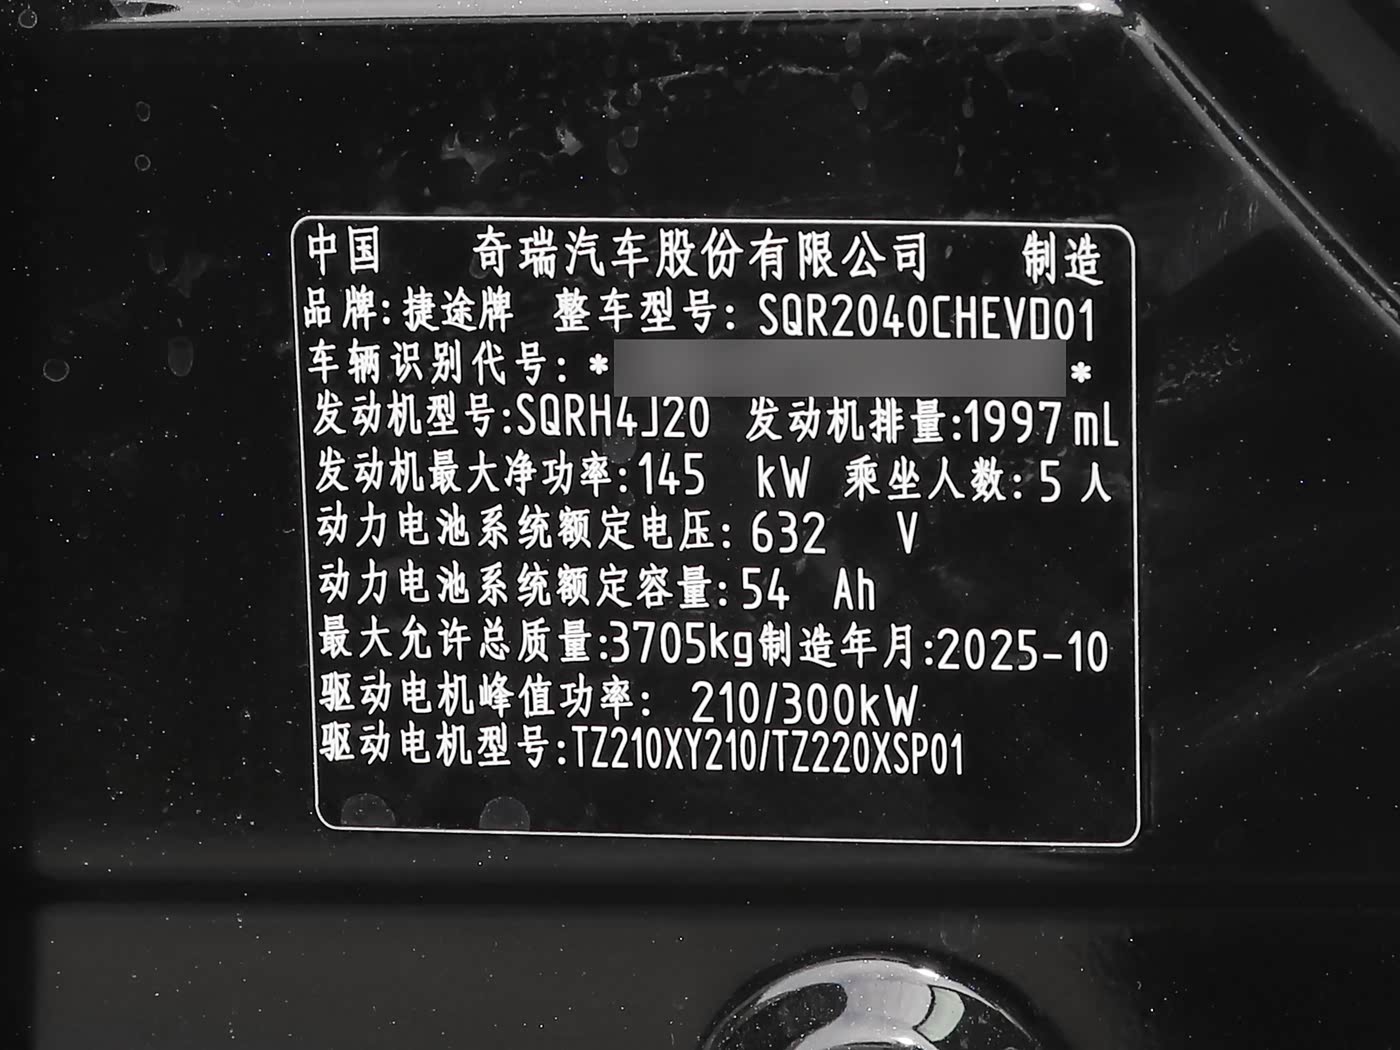 中国 奇瑞汽车股份有限公司 制造
品牌:捷途牌 整车型号:SQR2040CHEVD01
车辆识别代号:* *
发动机型号:SQRH4J20 发动机排量:1997mL
发动机最大净功率:145 kW 乘坐人数:5人
动力电池系统额定电压:632 V
动力电池系统额定容量:54 Ah
最大允许总质量:3705kg制造年月:2025-10
驱动电机峰值功率: 210/300kW
驱动电机型号:TZ210XY210/TZ220XSP01